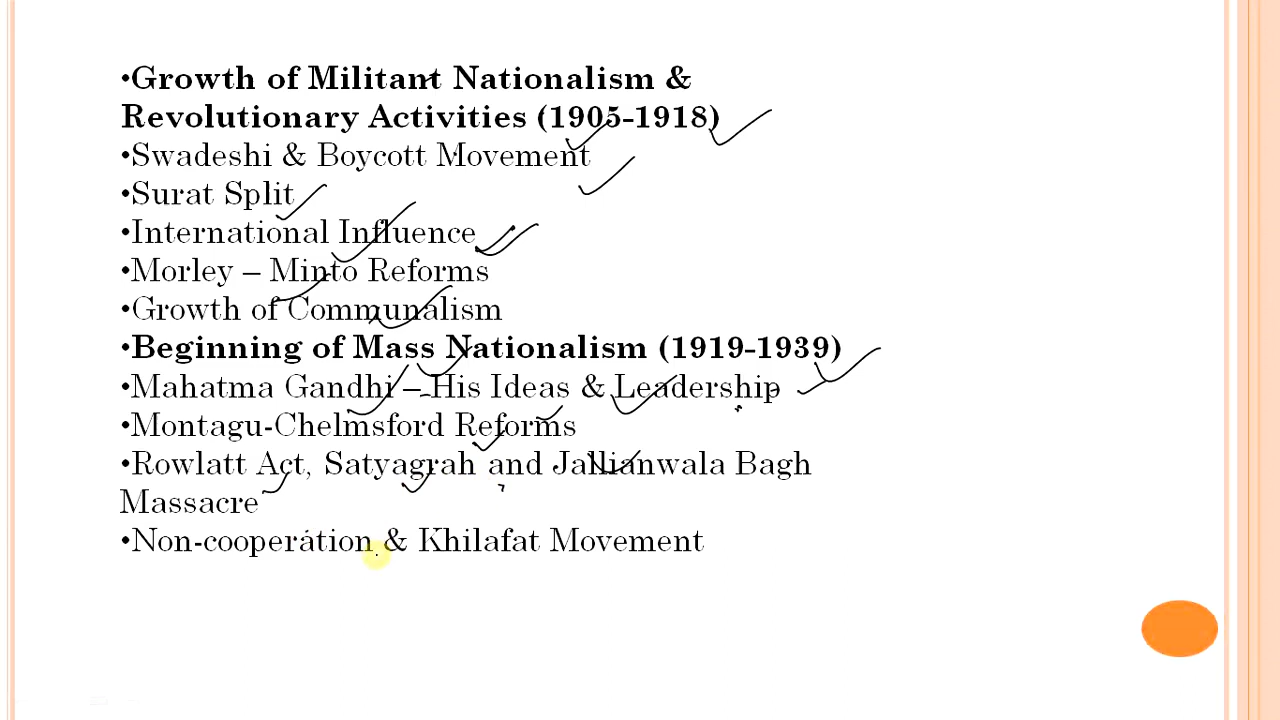 •Growth of Militant Nationalism &
Revolutionary Activities (1905-1918)
•Swadeshi & Boycott Movement
•Surat Split
•International Influence
•Morley – Minto Reforms
•Growth of Communalism
•Beginning of Mass Nationalism (1919-1939)
•Mahatma Gandhi – His Ideas & Leadership
•Montagu-Chelmsford Reforms
•Rowlatt Act, Satyagrah and Jallianwala Bagh
Massacre
•Non-cooperation & Khilafat Movement